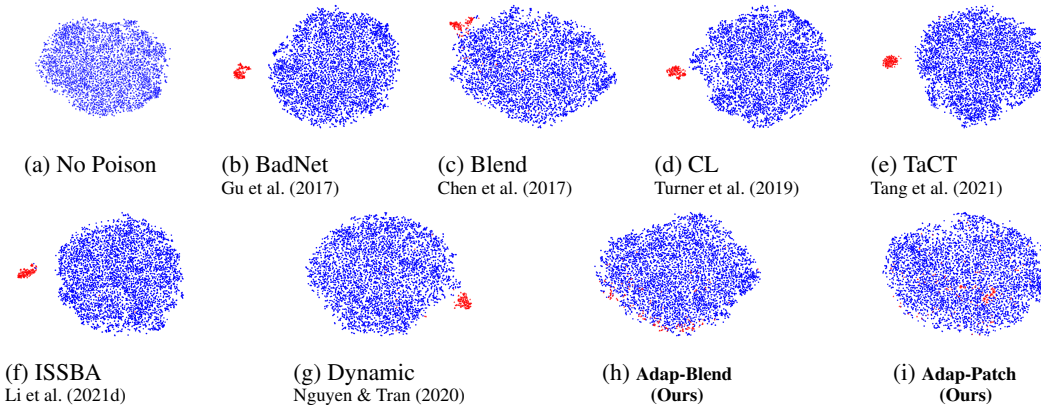 (a) No Poison
(b) BadNet
Gu et al. (2017)
(c) Blend
Chen et al. (2017)
(d) CL
Turner et al. (2019)
(e) TaCT
Tang et al. (2021)
(f) ISSBA
Li et al. (2021d)
(g) Dynamic
Nguyen & Tran (2020)
(h) Adap-Blend
(Ours)
(i) Adap-Patch
(Ours)